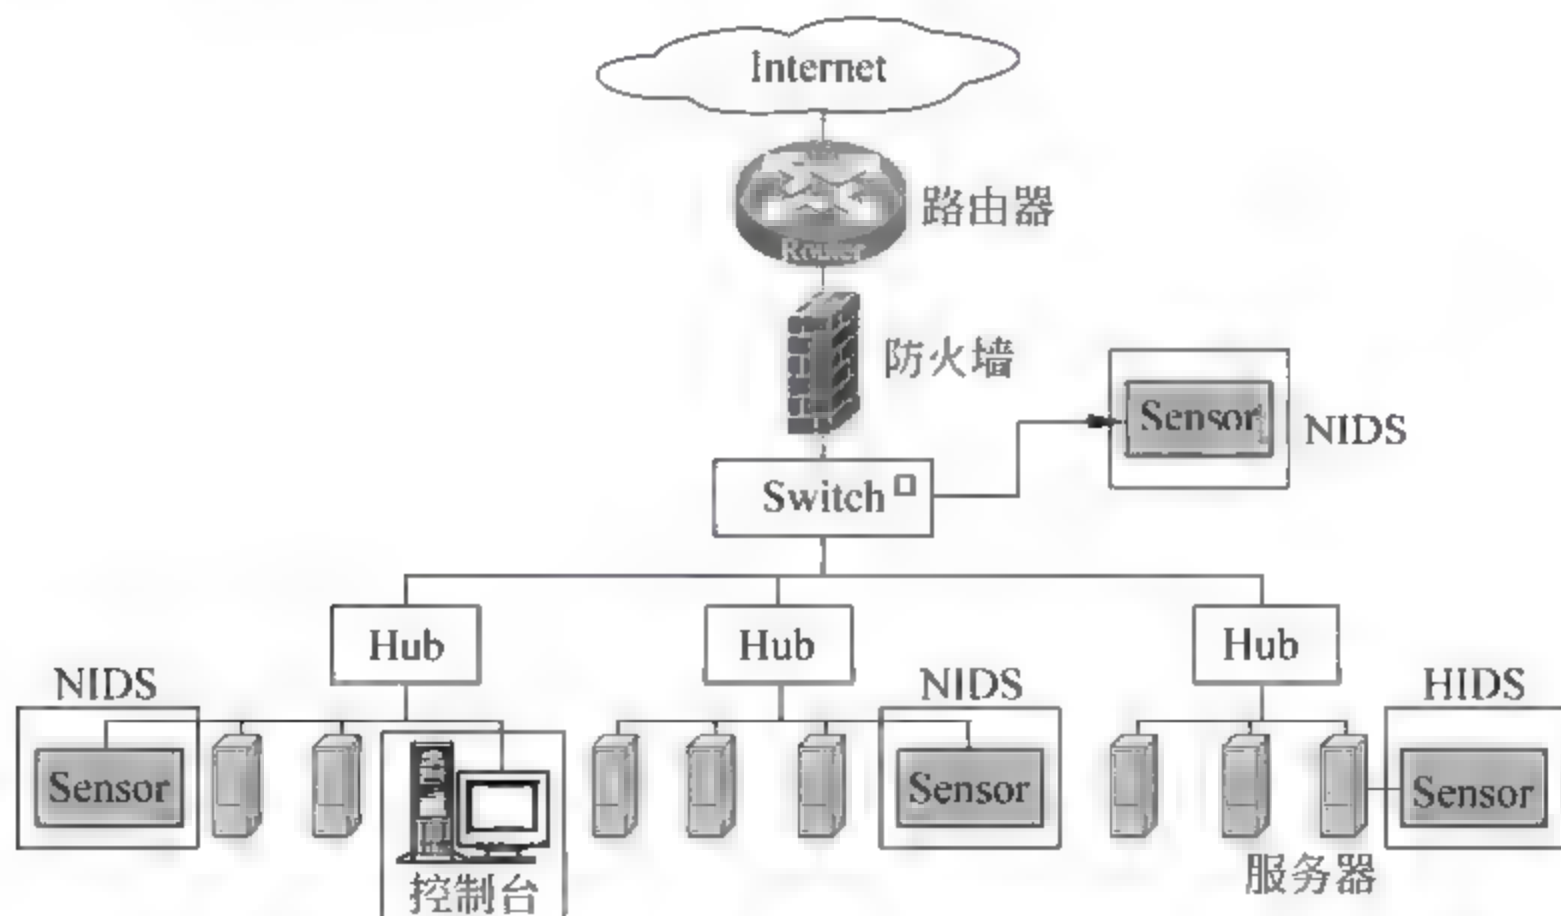 Internet
路由器
Router
防火墙
Sensor
NIDS
Switch
Hub
Hub
Hub
NIDS
NIDS
HIDS
Sensor
Sensor
Sensor
控制台
服务器